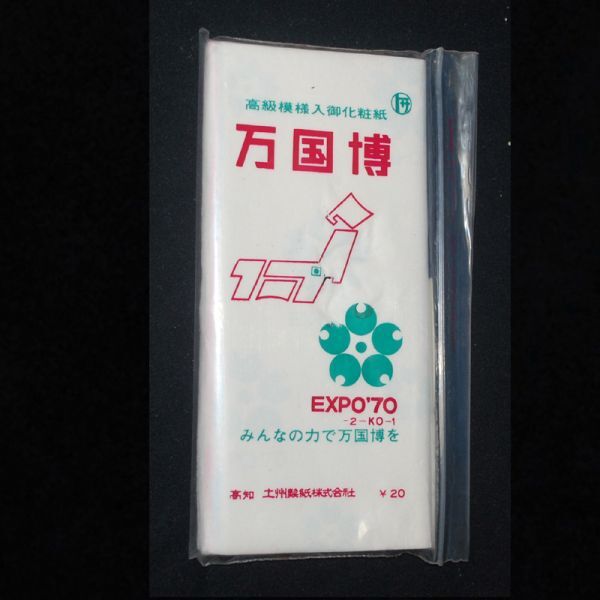 高級模様入御化粧紙
万国博
EXPO'70
-2-KO-1
みんなの力で万国博を
高知 土州製紙株式会社 ¥20